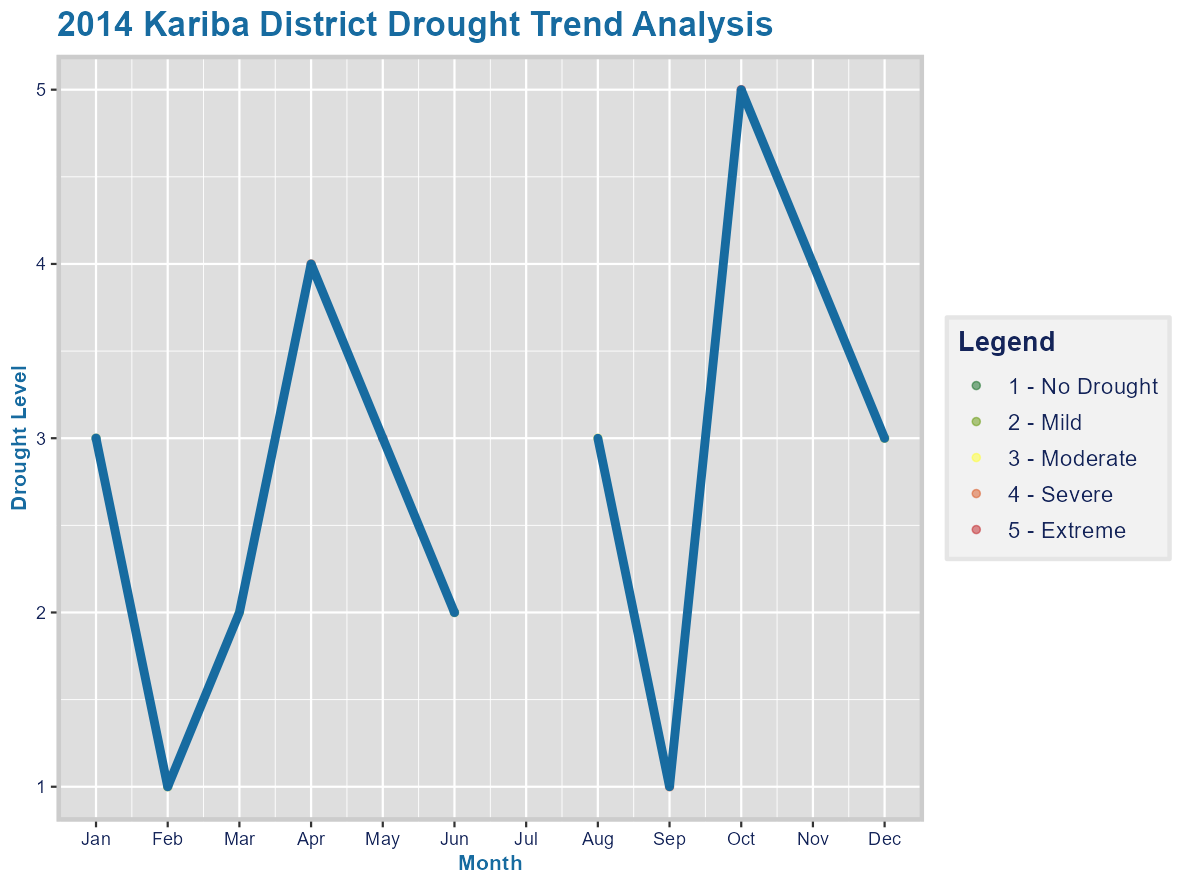 2014 Kariba District Drought Trend Analysis
5
4
3
2
1
Drought Level
Jan Feb Mar Apr May Jun Jul Aug Sep Oct Nov Dec
Month
Legend
1 - No Drought
2 - Mild
3 - Moderate
4 - Severe
5 - Extreme